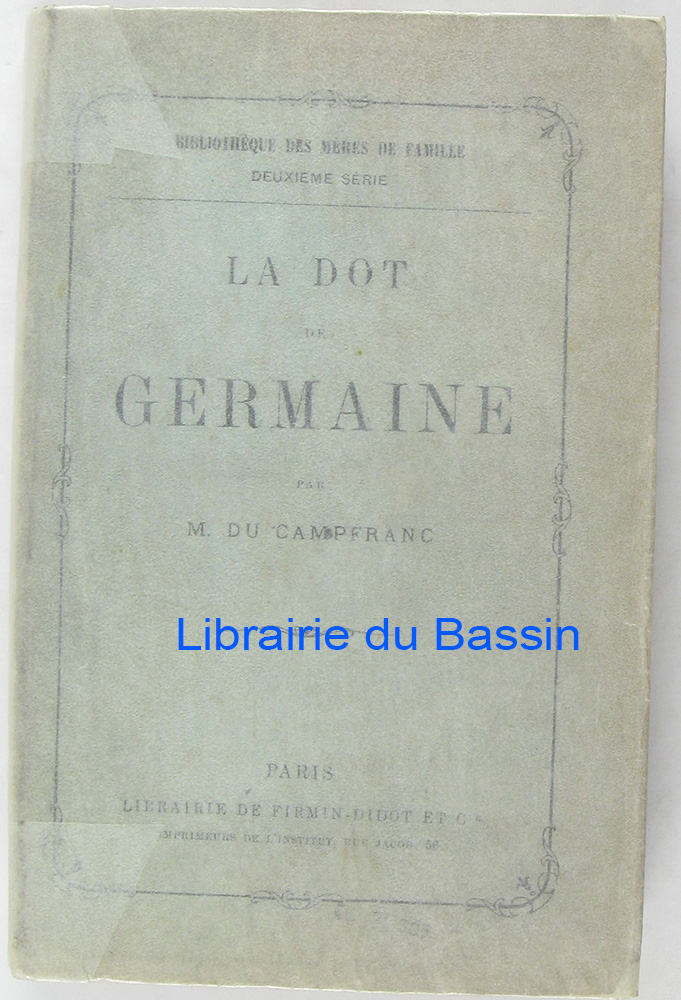 BIBLIOTHÈQUE DES MÈRES DE FAMILLE
DEUXIÈME SÉRIE
LA DOT
DE
GERMAINE
PAR
M. DU CAMPFRANC
Librairie du Bassin
PARIS
LIBRAIRIE DE FIRMIN-DIDOT ET Cie
IMPRIMEURS DE L'INSTITUT, RUE JACOB, 56